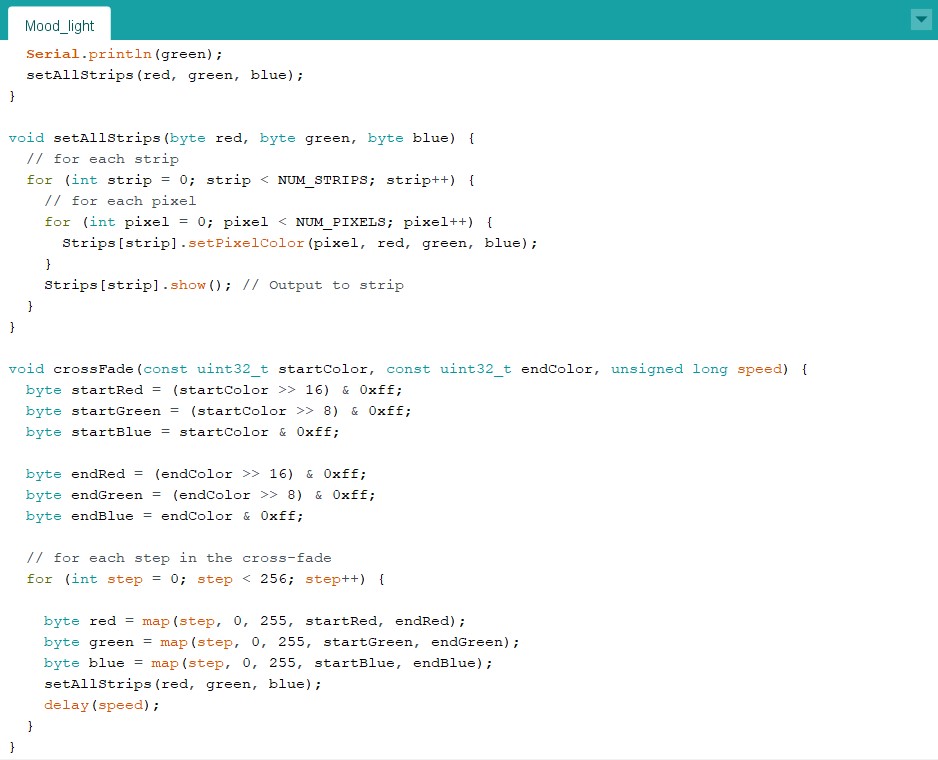 Mood_light
  Serial.println(green);
  setAllStrips(red, green, blue);
}

void setAllStrips(byte red, byte green, byte blue) {
  // for each strip
  for (int strip = 0; strip < NUM_STRIPS; strip++) {
    // for each pixel
    for (int pixel = 0; pixel < NUM_PIXELS; pixel++) {
      Strips[strip].setPixelColor(pixel, red, green, blue);
    }
    Strips[strip].show(); // Output to strip
  }
}

void crossFade(const uint32_t startColor, const uint32_t endColor, unsigned long speed) {
  byte startRed = (startColor >> 16) & 0xff;
  byte startGreen = (startColor >> 8) & 0xff;
  byte startBlue = startColor & 0xff;

  byte endRed = (endColor >> 16) & 0xff;
  byte endGreen = (endColor >> 8) & 0xff;
  byte endBlue = endColor & 0xff;

  // for each step in the cross-fade
  for (int step = 0; step < 256; step++) {

    byte red = map(step, 0, 255, startRed, endRed);
    byte green = map(step, 0, 255, startGreen, endGreen);
    byte blue = map(step, 0, 255, startBlue, endBlue);
    setAllStrips(red, green, blue);
    delay(speed);
  }
}